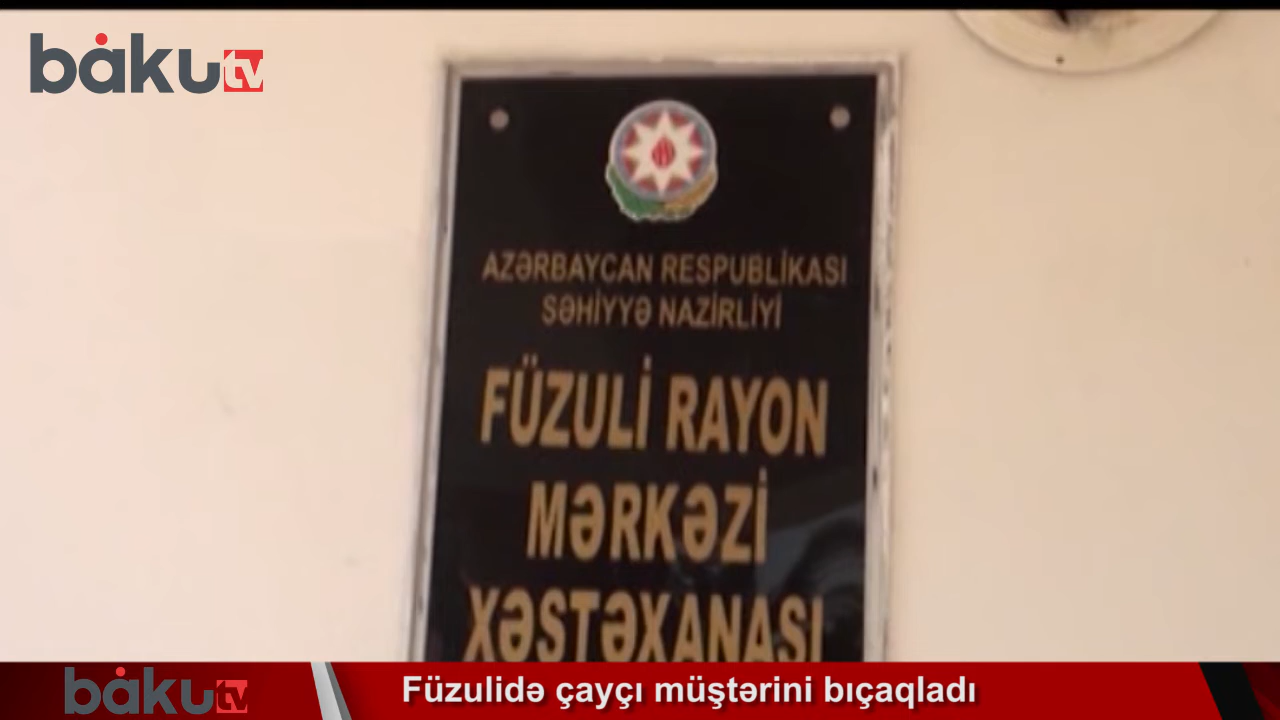 bakutv
AZƏRBAYCAN RESPUBLİKASI
SƏHİYYƏ NAZİRLİYİ
FÜZULİ RAYON
MƏRKƏZİ
XƏSTƏXANASI
bakutv
Füzulidə çayçı müştərini bıçaqladı